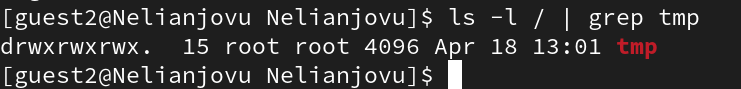 [guest2@Nelianjovu Nelianjovu]$ ls -l / | grep tmp
drwxrwxrwx.  15 root root 4096 Apr 18 13:01 tmp
[guest2@Nelianjovu Nelianjovu]$